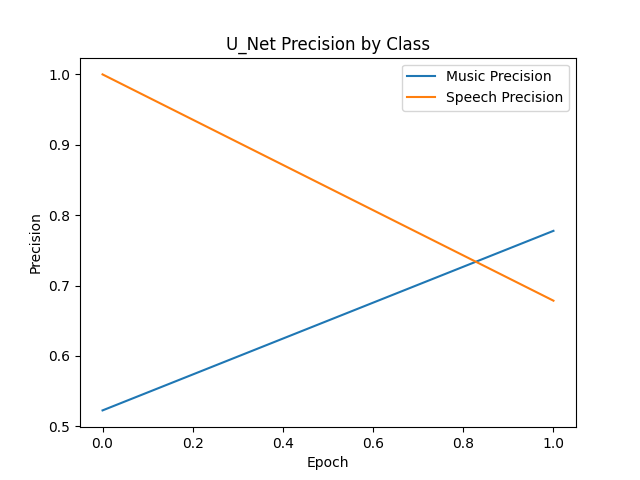 U_Net Precision by Class
Music Precision
Speech Precision
1.0
0.9
0.8
0.7
0.6
0.5
Precision
0.0 0.2 0.4 0.6 0.8 1.0
Epoch